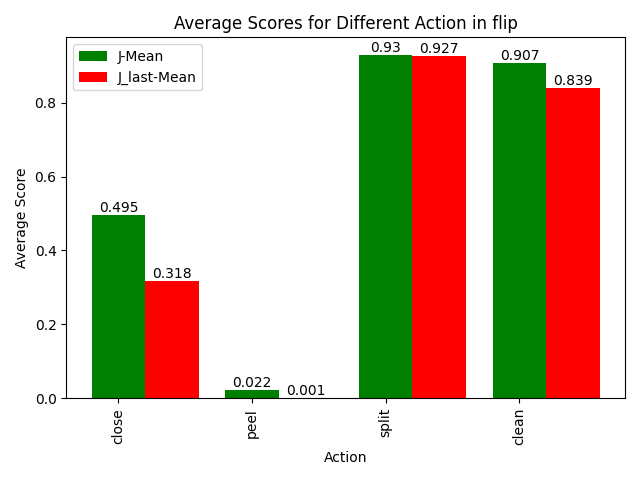 Average Scores for Different Action in flip
J-Mean
J_last-Mean
0.495
0.318
0.022
0.001
0.93
0.927
0.907
0.839
Average Score
0.8
0.6
0.4
0.2
0.0
close
peel
split
clean
Action